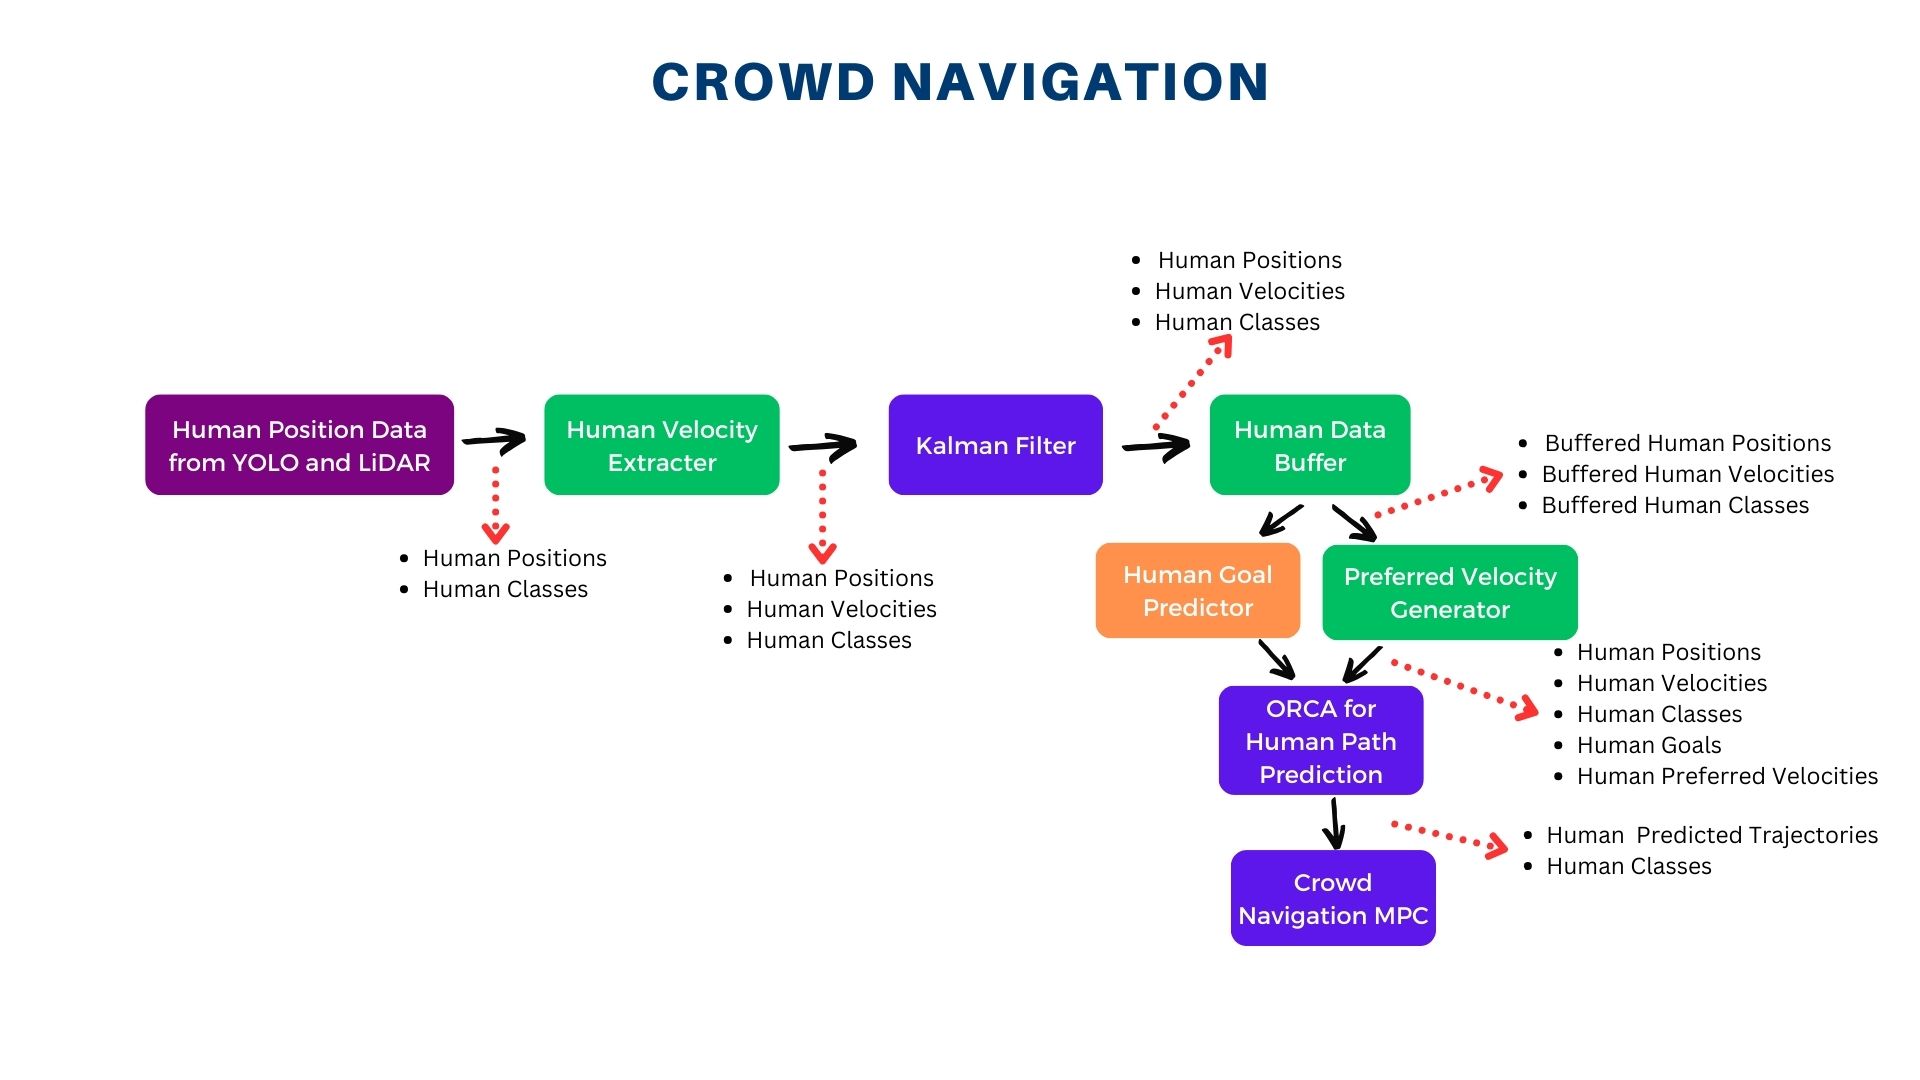 CROWD NAVIGATION
Human Position Data
from YOLO and LiDAR
• Human Positions
• Human Classes
Human Velocity
Extracter
• Human Positions
• Human Velocities
• Human Classes
Kalman Filter
• Human Positions
• Human Velocities
• Human Classes
Human Data
Buffer
• Buffered Human Positions
• Buffered Human Velocities
• Buffered Human Classes
Human Goal
Predictor
Preferred Velocity
Generator
• Human Positions
• Human Velocities
• Human Classes
• Human Goals
• Human Preferred Velocities
ORCA for
Human Path
Prediction
• Human Predicted Trajectories
• Human Classes
Crowd
Navigation MPC